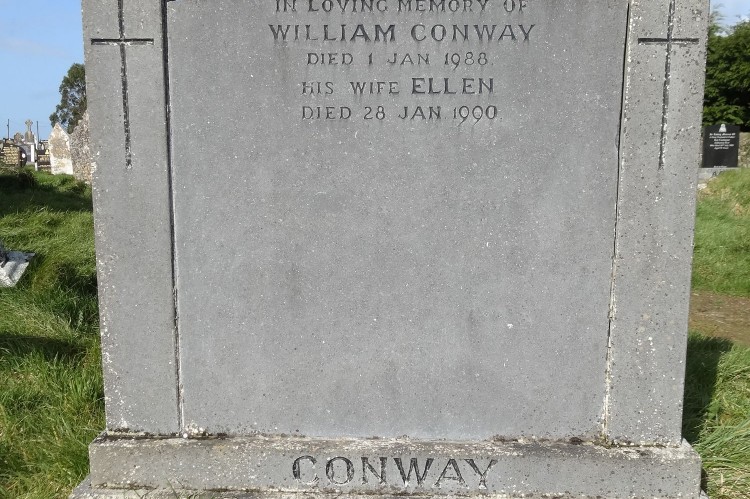 IN LOVING MEMORY OF
WILLIAM CONWAY
DIED 1 JAN 1988.
HIS WIFE ELLEN
DIED 28 JAN 1990
CONWAY